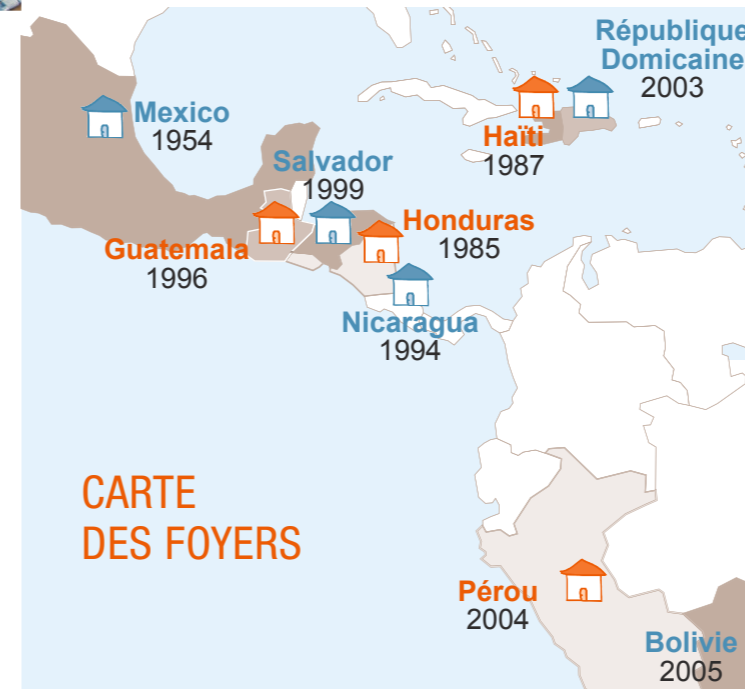 République
Domicaine
2003
Mexico
1954
Haïti
1987
Salvador
1999
Guatemala
1996
Honduras
1985
Nicaragua
1994
CARTE
DES FOYERS
Pérou
2004
Bolivie
2005